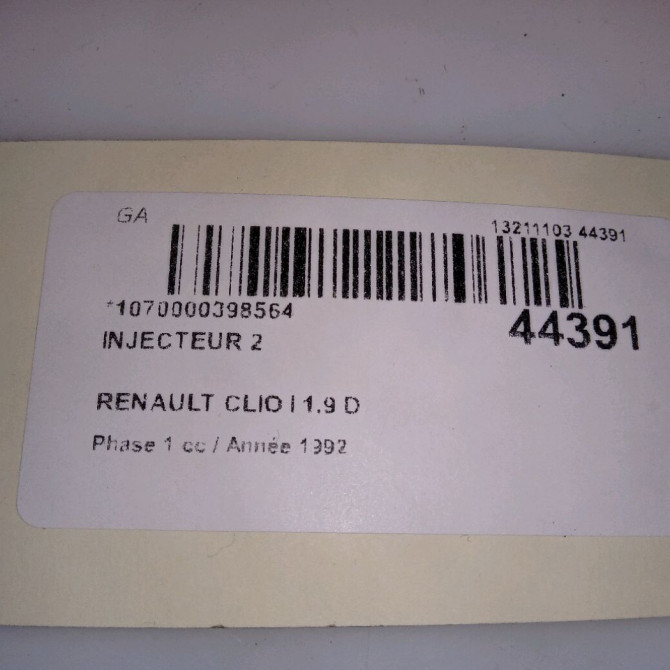 GA
13211103 44391
*1070000398564
44391
INJECTEUR 2
RENAULT CLIO I 1.9 D
Phase 1 cc / Année 1992